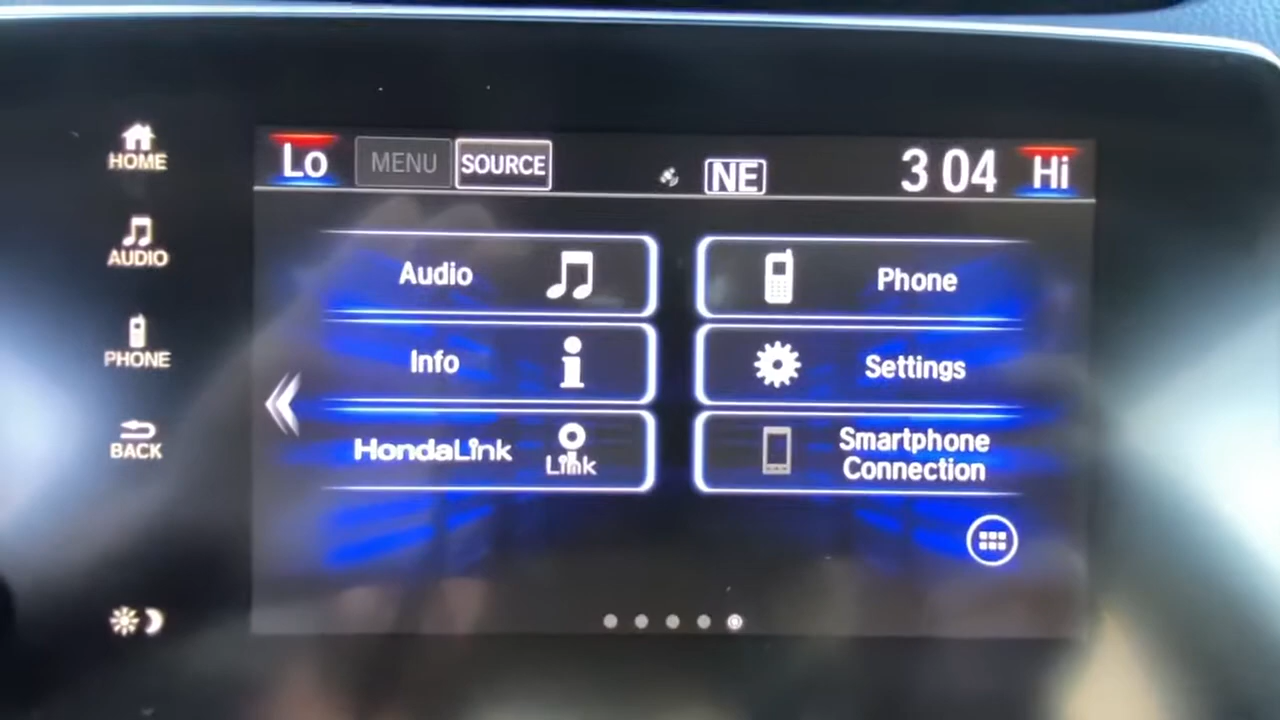 HOME
AUDIO
PHONE
BACK
Lo MENU SOURCE NE 3 04 Hi
Audio
Phone
Info
Settings
HondaLink Link
Smartphone
Connection